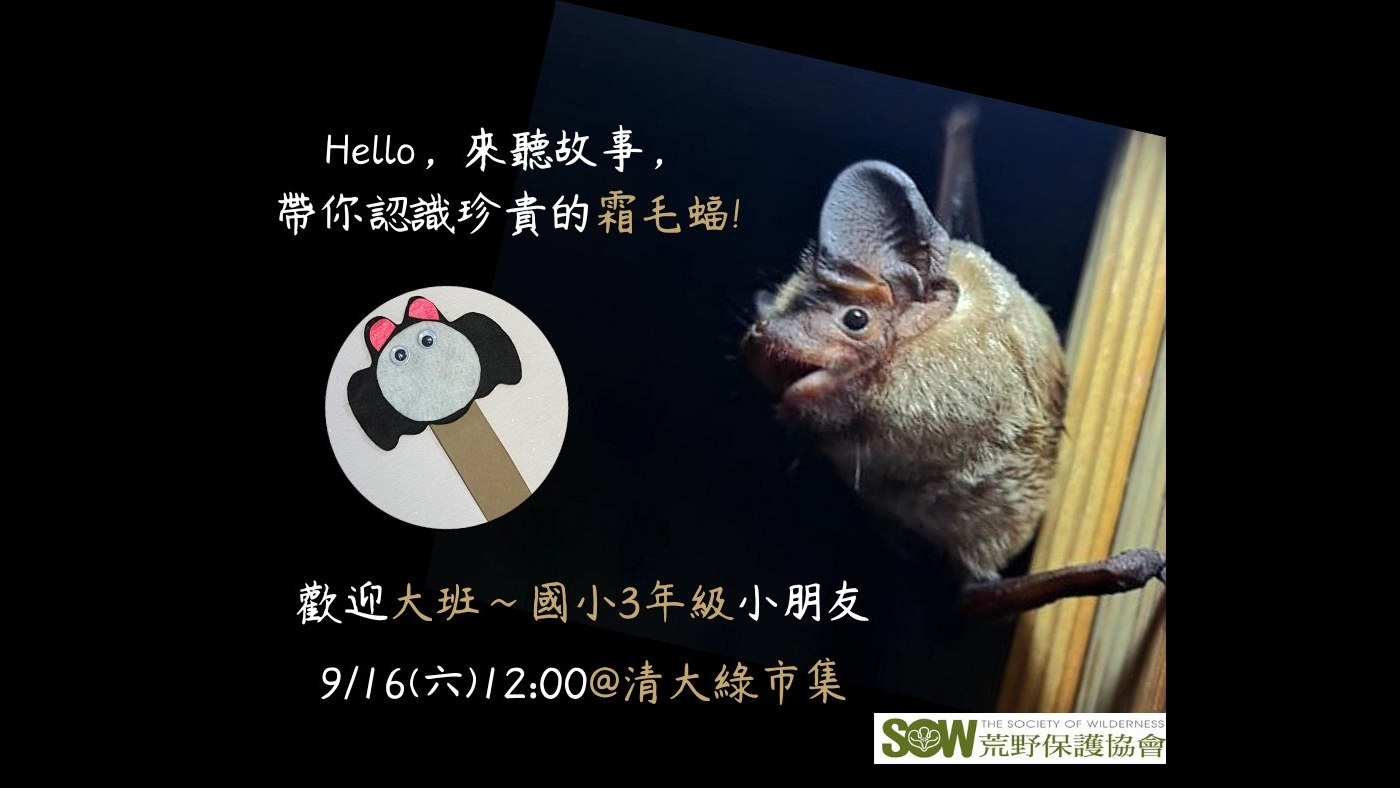 Hello，來聽故事，
帶你認識珍貴的霜毛蝠!
歡迎大班～國小3年級小朋友
9/16(六)12:00@清大綠市集
SOW THE SOCIETY OF WILDERNESS
荒野保護協會